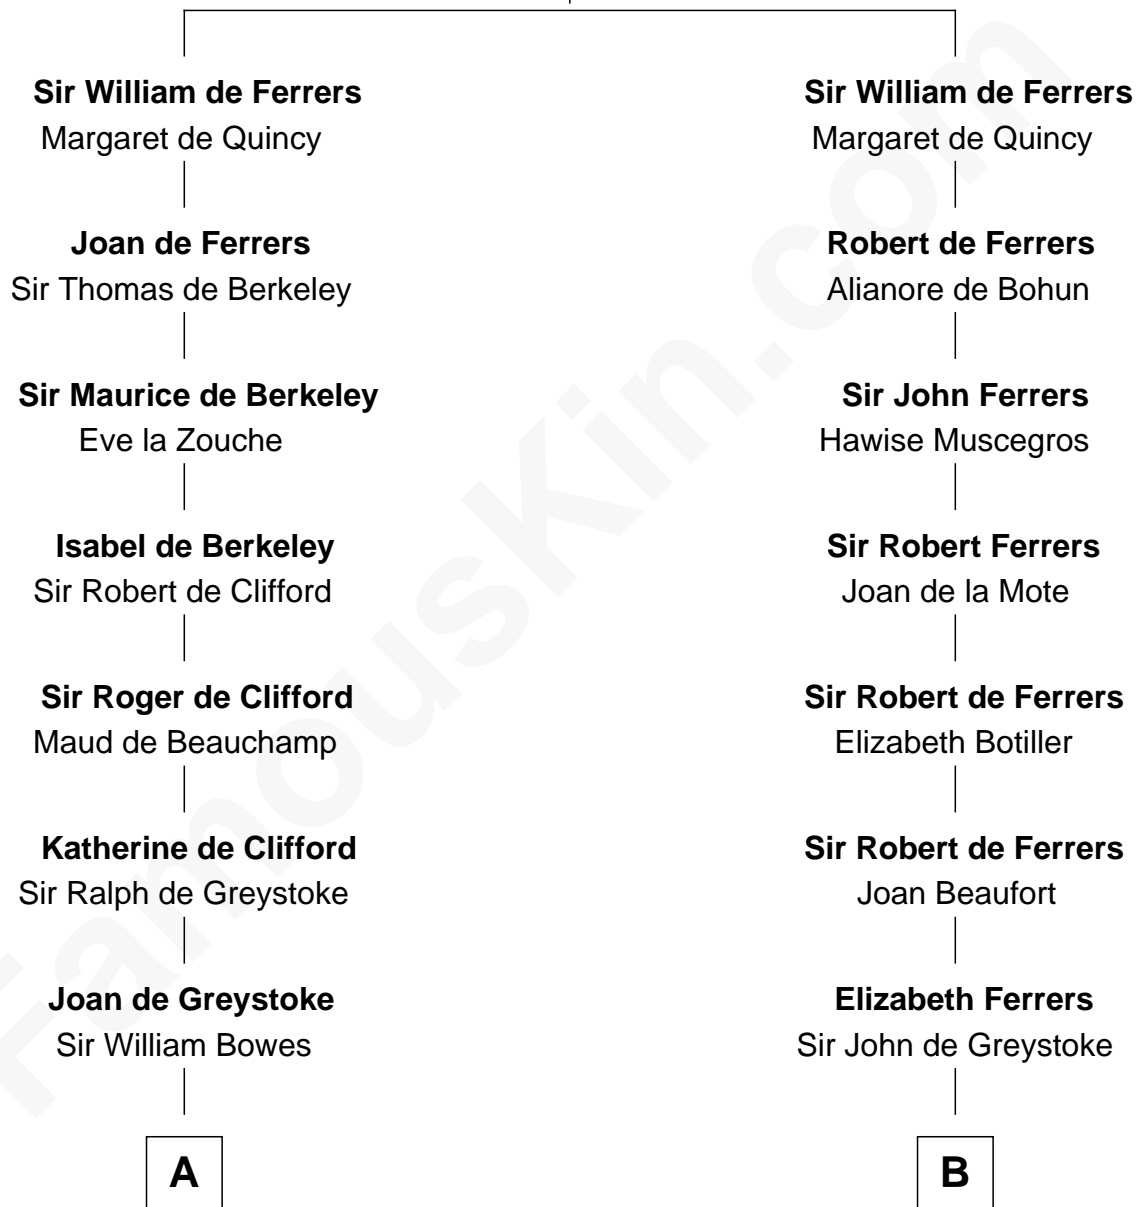 Sir William de Ferrers
Margaret de Quincy
Joan de Ferrers
Sir Thomas de Berkeley
Sir Maurice de Berkeley
Eve la Zouche
Isabel de Berkeley
Sir Robert de Clifford
Sir Roger de Clifford
Maud de Beauchamp
Katherine de Clifford
Sir Ralph de Greystoke
Joan de Greystoke
Sir William Bowes
A
Sir William de Ferrers
Margaret de Quincy
Robert de Ferrers
Alianore de Bohun
Sir John Ferrers
Hawise Muscegros
Sir Robert Ferrers
Joan de la Mote
Sir Robert de Ferrers
Elizabeth Botiller
Sir Robert de Ferrers
Joan Beaufort
Elizabeth Ferrers
Sir John de Greystoke
B
FamousKin.com